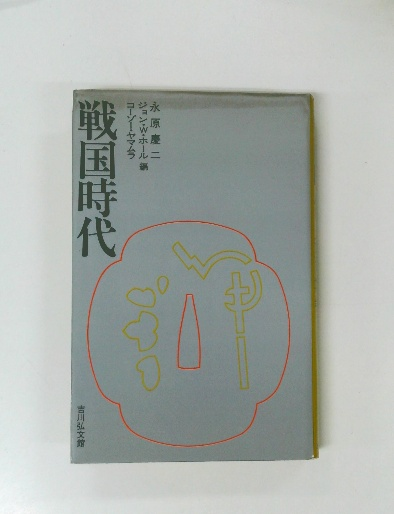 戦国時代
永原慶二
ジョン・W・ホール 編
コーゾー・ヤマムラ
吉川弘文館